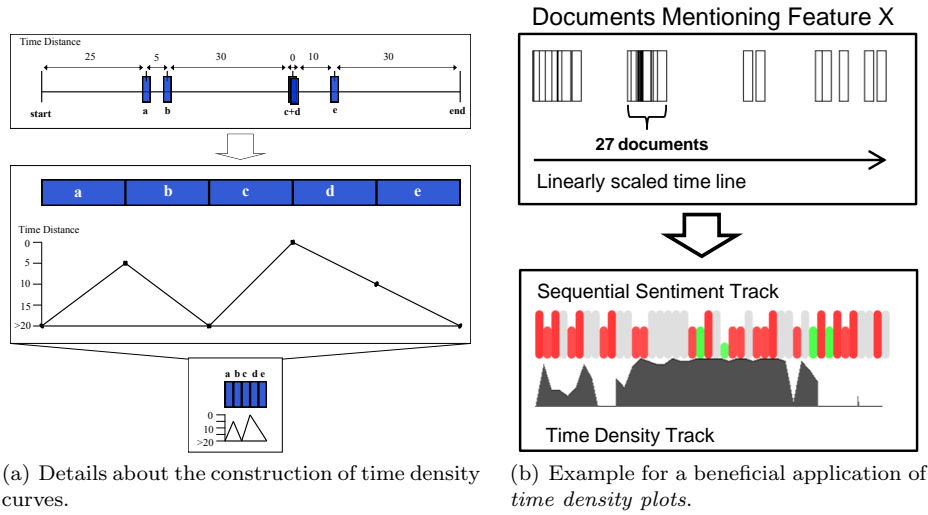 Time Distance
25 5 30 0 10 30
start a b c+d e end
a b c d e
Time Distance
0
5
10
15
>20
a b c d e
0
10
>20
(a) Details about the construction of time density
curves.
Documents Mentioning Feature X
27 documents
Linearly scaled time line
Sequential Sentiment Track
Time Density Track
(b) Example for a beneficial application of
time density plots.